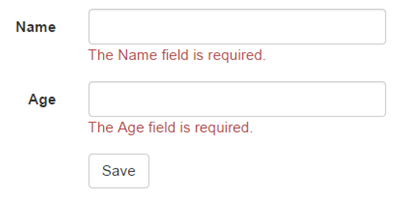 Name
The Name field is required.
Age
The Age field is required.
Save